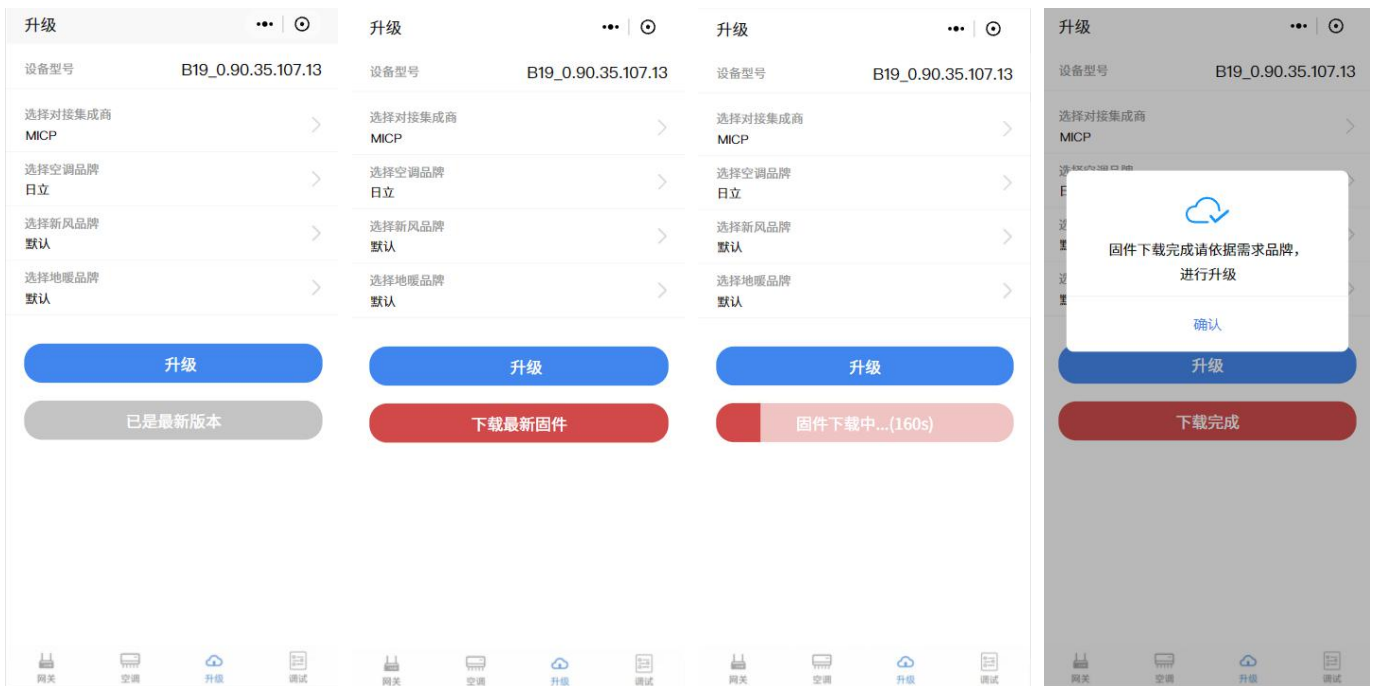 升级
设备型号
B19_0.90.35.107.13
选择对接集成商
MICP
选择空调品牌
日立
选择新风品牌
默认
选择地暖品牌
默认
升级
已是最新版本
网关
空调
升级
调试
升级
设备型号
B19_0.90.35.107.13
选择对接集成商
MICP
选择空调品牌
日立
选择新风品牌
默认
选择地暖品牌
默认
升级
下载最新固件
网关
空调
升级
调试
升级
设备型号
B19_0.90.35.107.13
选择对接集成商
MICP
选择空调品牌
日立
选择新风品牌
默认
选择地暖品牌
默认
升级
固件下载中...(160s)
网关
空调
升级
调试
升级
设备型号
B19_0.90.35.107.13
选择对接集成商
MICP
固件下载完成请依据需求品牌，
进行升级
确认
升级
下载完成
网关
空调
升级
调试